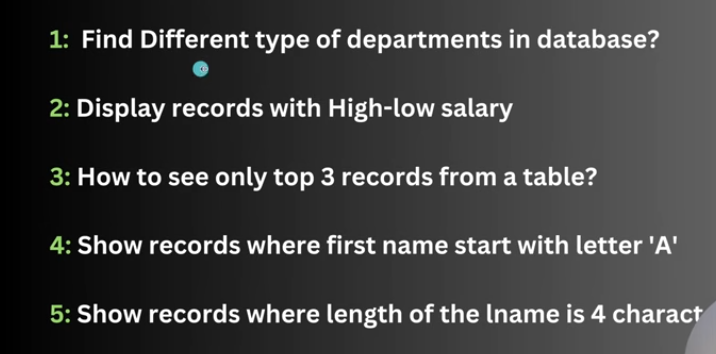 1: Find Different type of departments in database?
2: Display records with High-low salary
3: How to see only top 3 records from a table?
4: Show records where first name start with letter 'A'
5: Show records where length of the lname is 4 charact